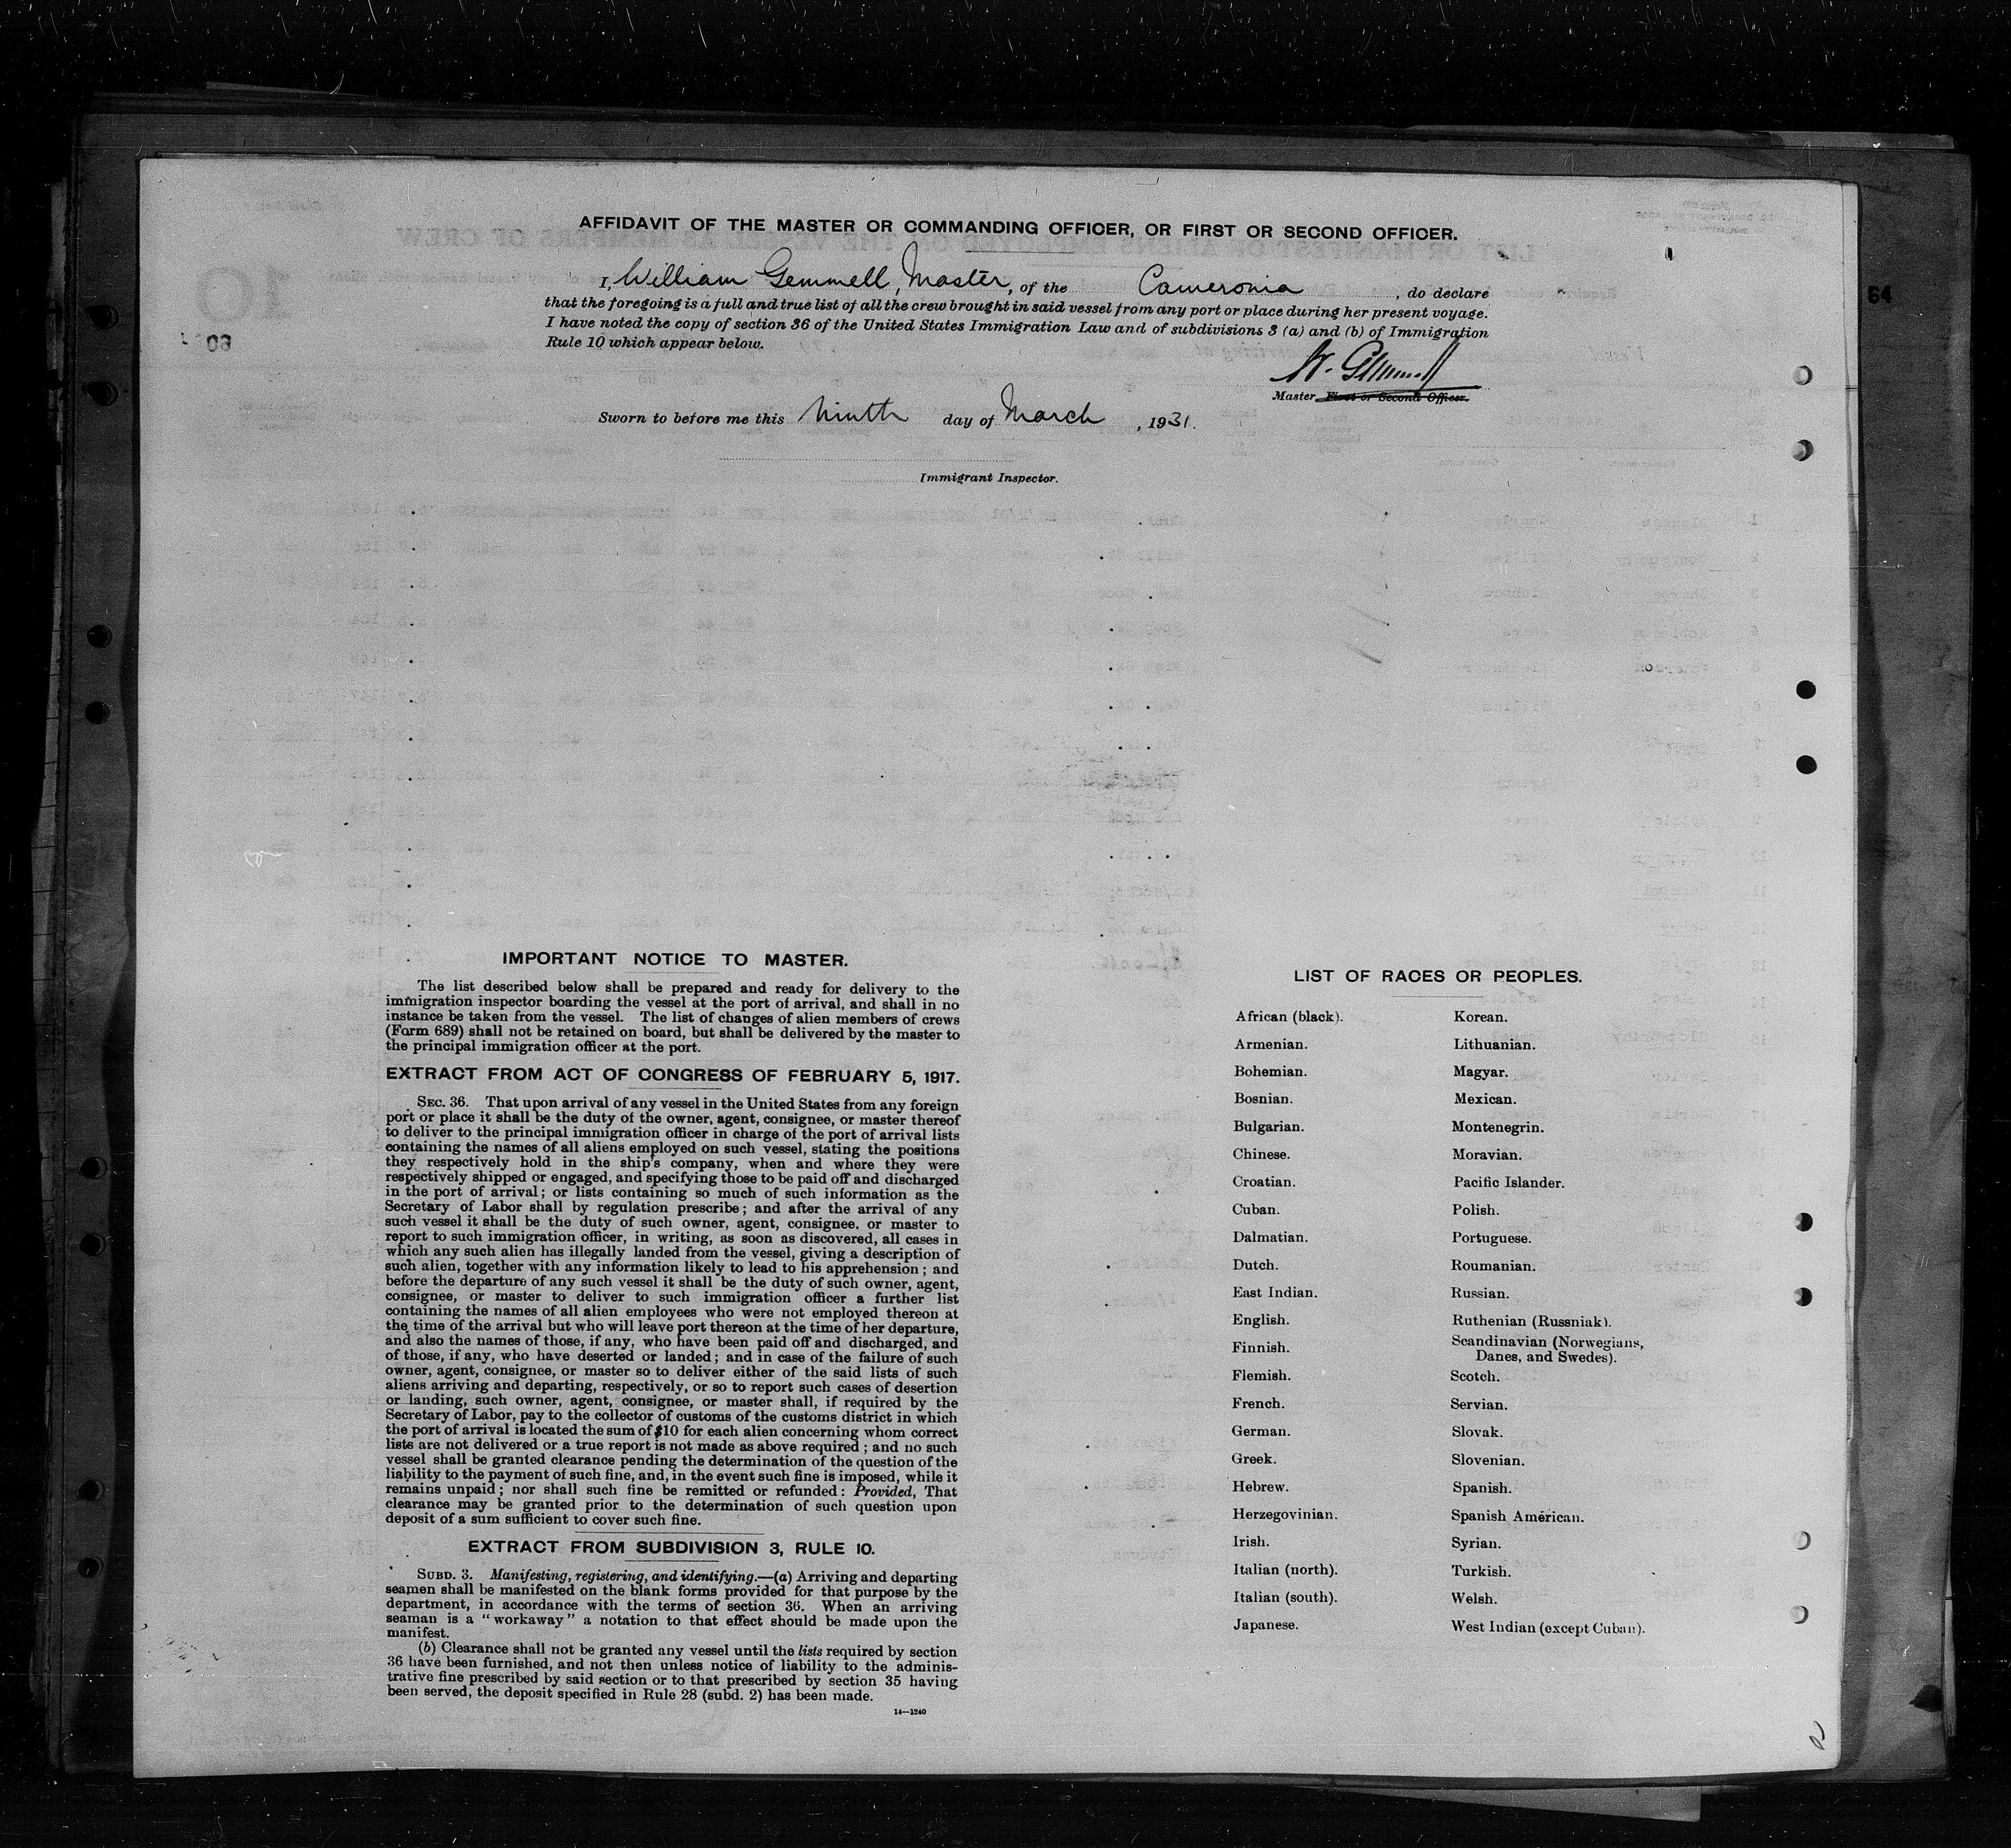 AFFIDAVIT OF THE MASTER OR COMMANDING OFFICER, OR FIRST OR SECOND OFFICER.
I, William Gemmell, Master, of the Cameronia, do declare
that the foregoing is a full and true list of all the crew brought in said vessel from any port or place during her present voyage.
I have noted the copy of section 36 of the United States Immigration Law and of subdivisions 3 (a) and (b) of Immigration
Rule 10 which appear below.
W. Gemmell
Master First or Second Officer.
Sworn to before me this Ninth day of March, 1931.
Immigrant Inspector.
64
IMPORTANT NOTICE TO MASTER.
The list described below shall be prepared and ready for delivery to the
immigration inspector boarding the vessel at the port of arrival, and shall in no
instance be taken from the vessel. The list of changes of alien members of crews
(Form 689) shall not be retained on board, but shall be delivered by the master to
the principal immigration officer at the port.
EXTRACT FROM ACT OF CONGRESS OF FEBRUARY 5, 1917.
SEC. 36. That upon arrival of any vessel in the United States from any foreign
port or place it shall be the duty of the owner, agent, consignee, or master thereof
to deliver to the principal immigration officer in charge of the port of arrival lists
containing the names of all aliens employed on such vessel, stating the positions
they respectively hold in the ship's company, when and where they were
respectively shipped or engaged, and specifying those to be paid off and discharged
in the port of arrival; or lists containing so much of such information as the
Secretary of Labor shall by regulation prescribe; and after the arrival of any
such vessel it shall be the duty of such owner, agent, consignee, or master to
report to such immigration officer, in writing, as soon as discovered, all cases in
which any such alien has illegally landed from the vessel, giving a description of
such alien, together with any information likely to lead to his apprehension; and
before the departure of any such vessel it shall be the duty of such owner, agent,
consignee, or master to deliver to such immigration officer a further list
containing the names of all alien employees who were not employed thereon at
the time of the arrival but who will leave port thereon at the time of her departure,
and also the names of those, if any, who have been paid off and discharged, and
of those, if any, who have deserted or landed; and in case of the failure of such
owner, agent, consignee, or master so to deliver either of the said lists of such
aliens arriving and departing, respectively, or so to report such cases of desertion
or landing, such owner, agent, consignee, or master shall, if required by the
Secretary of Labor, pay to the collector of customs of the customs district in which
the port of arrival is located the sum of $10 for each alien concerning whom correct
lists are not delivered or a true report is not made as above required; and no such
vessel shall be granted clearance pending the determination of the question of the
liability to the payment of such fine, and, in the event such fine is imposed, while it
remains unpaid; nor shall such fine be remitted or refunded: Provided, That
clearance may be granted prior to the determination of such question upon
deposit of a sum sufficient to cover such fine.
EXTRACT FROM SUBDIVISION 3, RULE 10.
SUBD. 3. Manifesting, registering, and identifying.—(a) Arriving and departing
seamen shall be manifested on the blank forms provided for that purpose by the
department, in accordance with the terms of section 36. When an arriving
seaman is a "workaway" a notation to that effect should be made upon the
manifest.
(b) Clearance shall not be granted any vessel until the lists required by section
36 have been furnished, and not then unless notice of liability to the adminis-
trative fine prescribed by said section or to that prescribed by section 35 having
been served, the deposit specified in Rule 28 (subd. 2) has been made.
14—1240
LIST OF RACES OR PEOPLES.
African (black).
Armenian.
Bohemian.
Bosnian.
Bulgarian.
Chinese.
Croatian.
Cuban.
Dalmatian.
Dutch.
East Indian.
English.
Finnish.
Flemish.
French.
German.
Greek.
Hebrew.
Herzegovinian.
Irish.
Italian (north).
Italian (south).
Japanese.
Korean.
Lithuanian.
Magyar.
Mexican.
Montenegrin.
Moravian.
Pacific Islander.
Polish.
Portuguese.
Roumanian.
Russian.
Ruthenian (Russniak).
Scandinavian (Norwegians,
Danes, and Swedes).
Scotch.
Servian.
Slovak.
Slovenian.
Spanish.
Spanish American.
Syrian.
Turkish.
Welsh.
West Indian (except Cuban).